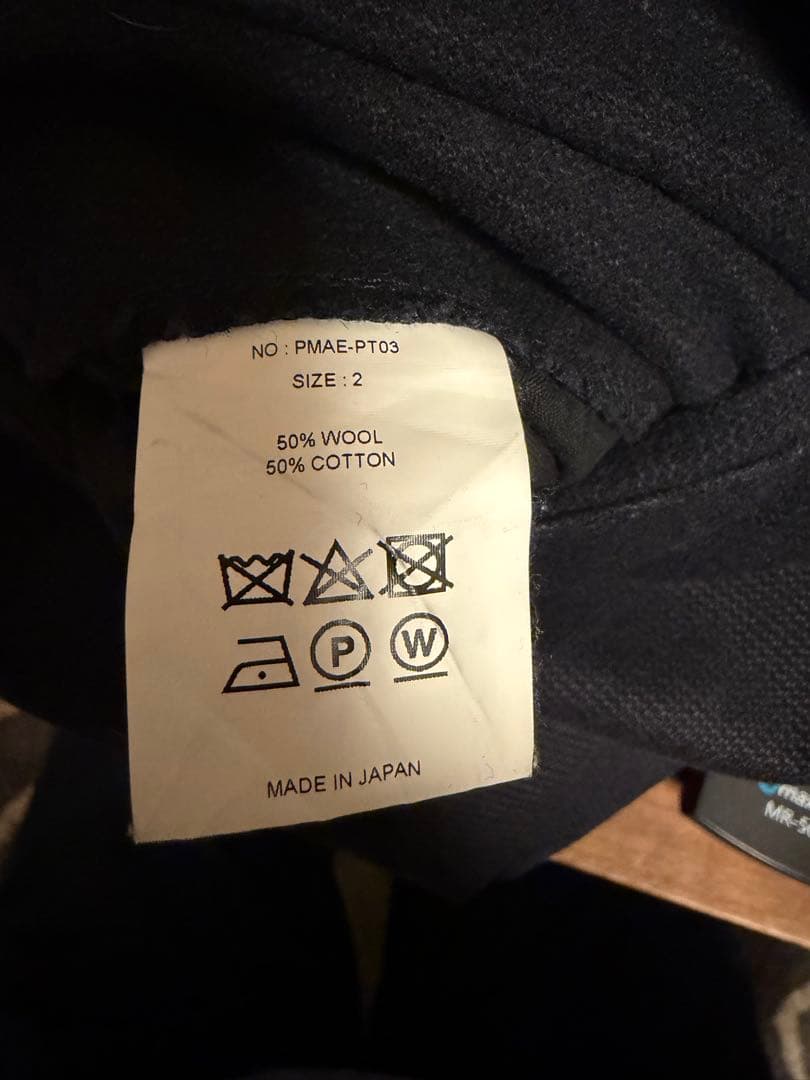 NO : PMAE-PT03
SIZE : 2
50% WOOL
50% COTTON
P W
MADE IN JAPAN